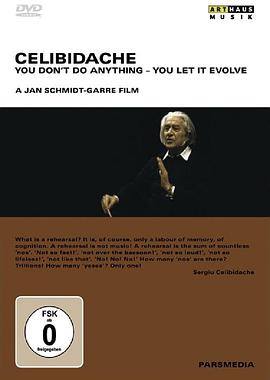 DVD
ARTHAUS
MUSIK
CELIBIDACHE
YOU DON'T DO ANYTHING – YOU LET IT EVOLVE
A JAN SCHMIDT-GARRE FILM
What is a rehearsal? It is, of course, only a labour of memory, of
cognition. A rehearsal is not music! A rehearsal is the sum of countless
'nos'. 'Not so fast!', 'not over the bassoon!', 'not so loud!', 'not so
lifeless!', 'not like that'. 'No! No! No!' How many 'nos' are there?
Trillions! How many 'yeses'? Only one!
Sergiu Celibidache
FSK
ab
0
freigegeben
PARSMEDIA